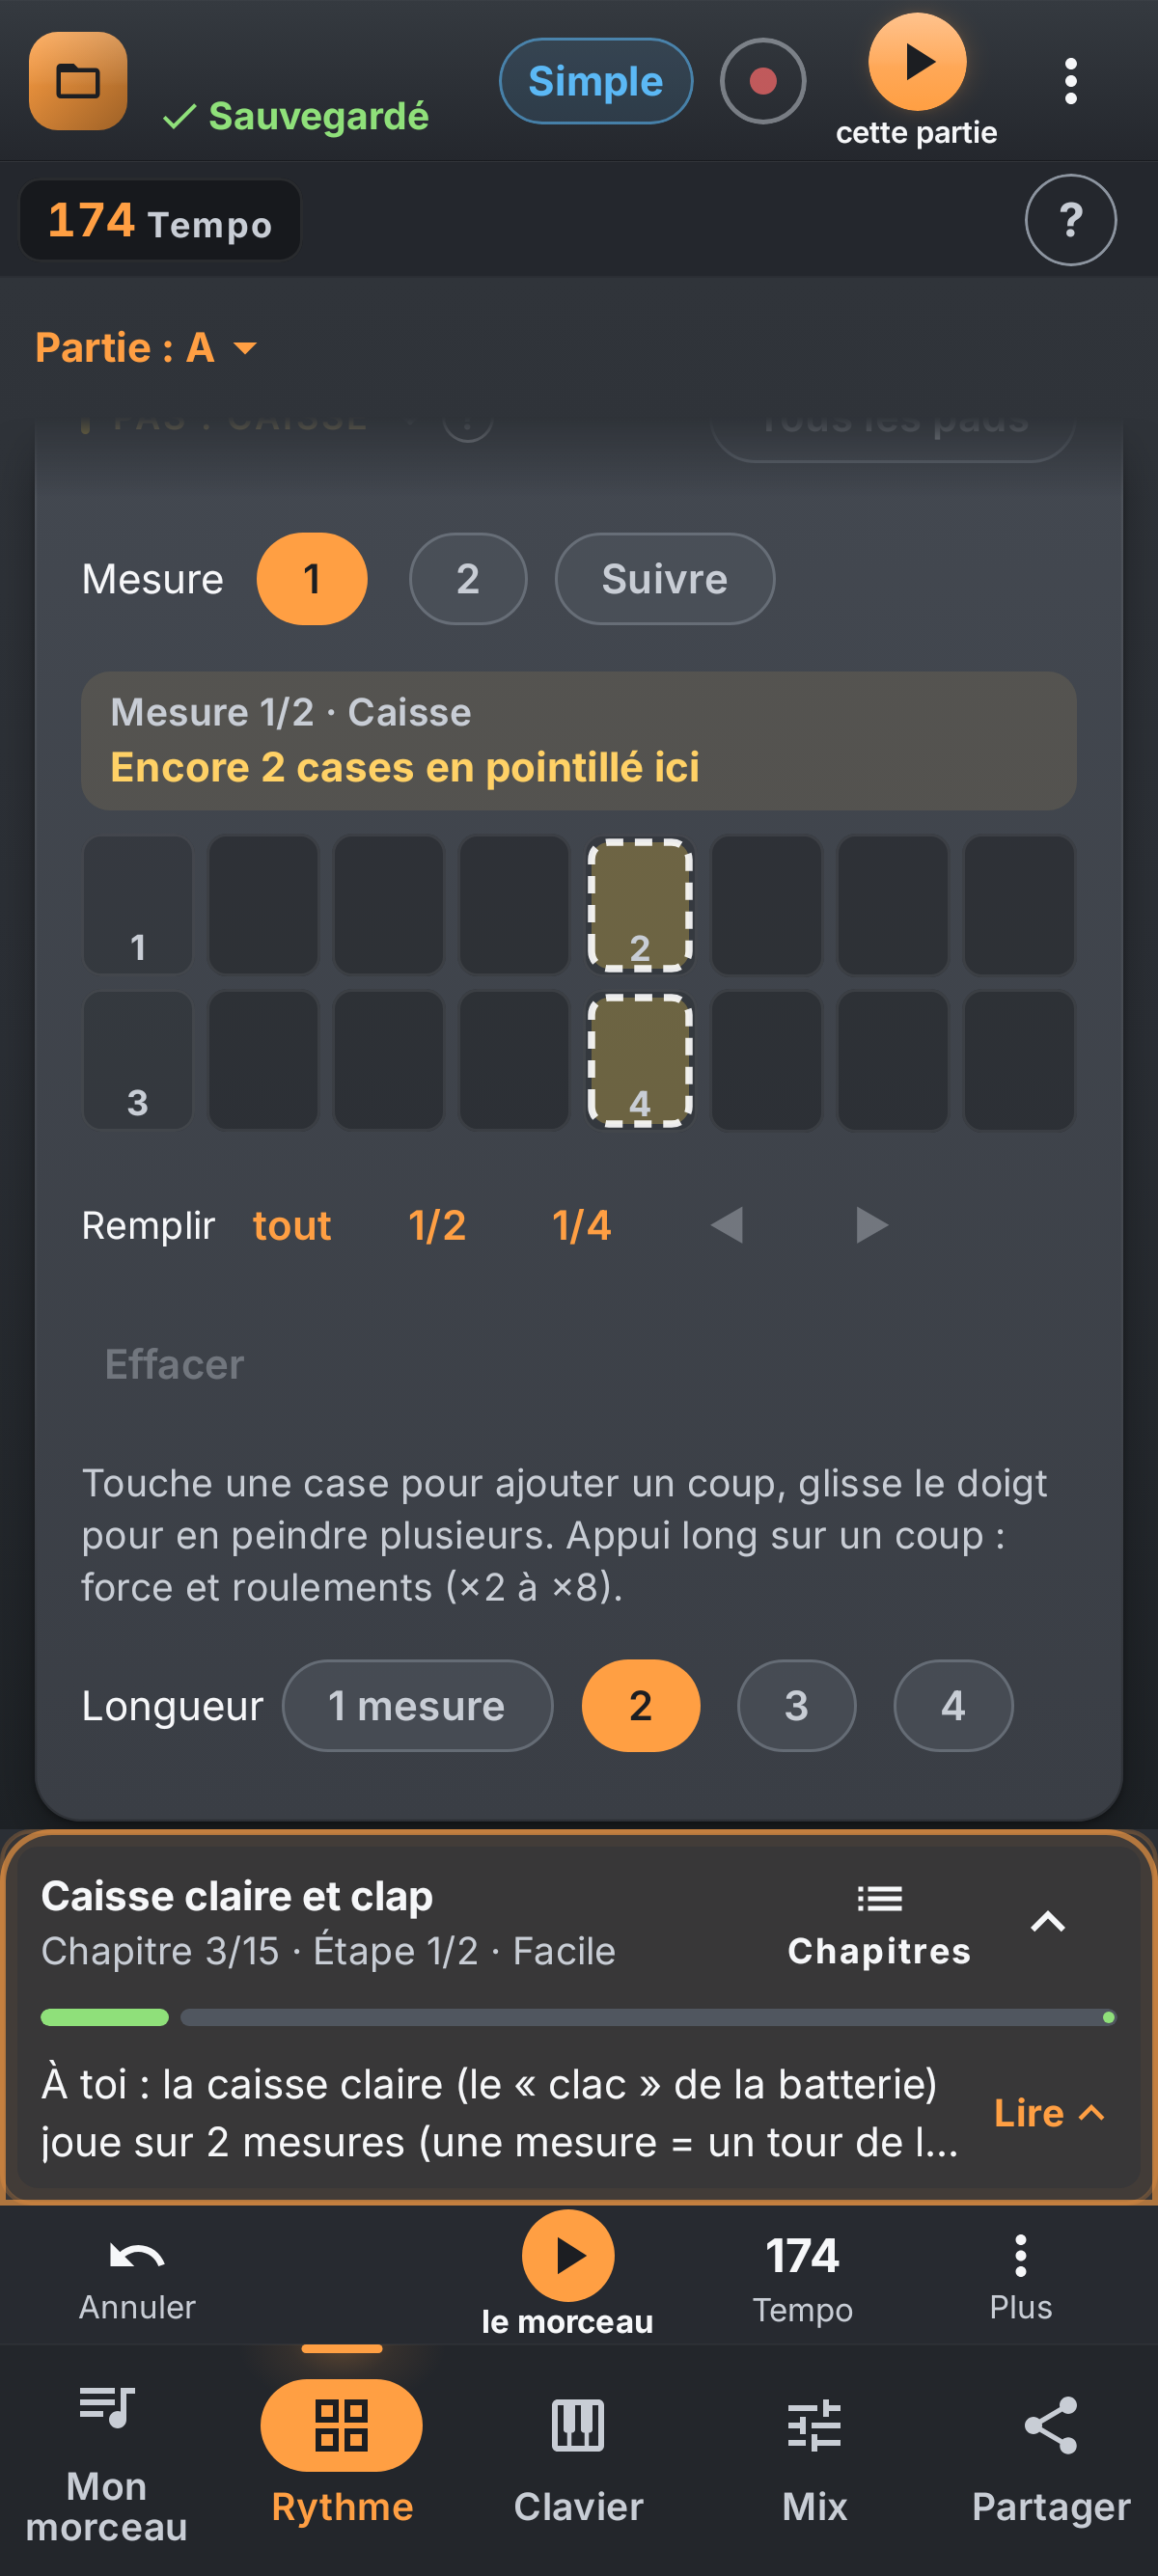 Sauvegardé
Simple
cette partie
174 Tempo
?
Partie : A
PAS : CAISSE
Tous les pads
Mesure 1 2 Suivre
Mesure 1/2 · Caisse
Encore 2 cases en pointillé ici
1 2
3 4
Remplir tout 1/2 1/4
Effacer
Touche une case pour ajouter un coup, glisse le doigt
pour en peindre plusieurs. Appui long sur un coup :
force et roulements (×2 à ×8).
Longueur 1 mesure 2 3 4
Caisse claire et clap
Chapitre 3/15 · Étape 1/2 · Facile
Chapitres
À toi : la caisse claire (le « clac » de la batterie)
joue sur 2 mesures (une mesure = un tour de l...
Lire
Annuler
le morceau
174
Tempo
Plus
Mon
morceau
Rythme
Clavier
Mix
Partager